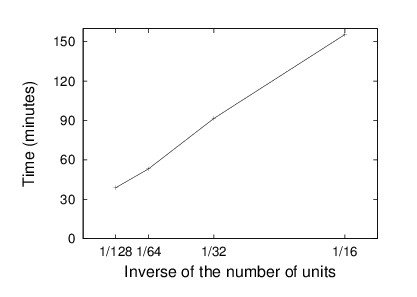 150
120
90
60
30
0
Time (minutes)
1/128 1/64 1/32 1/16
Inverse of the number of units